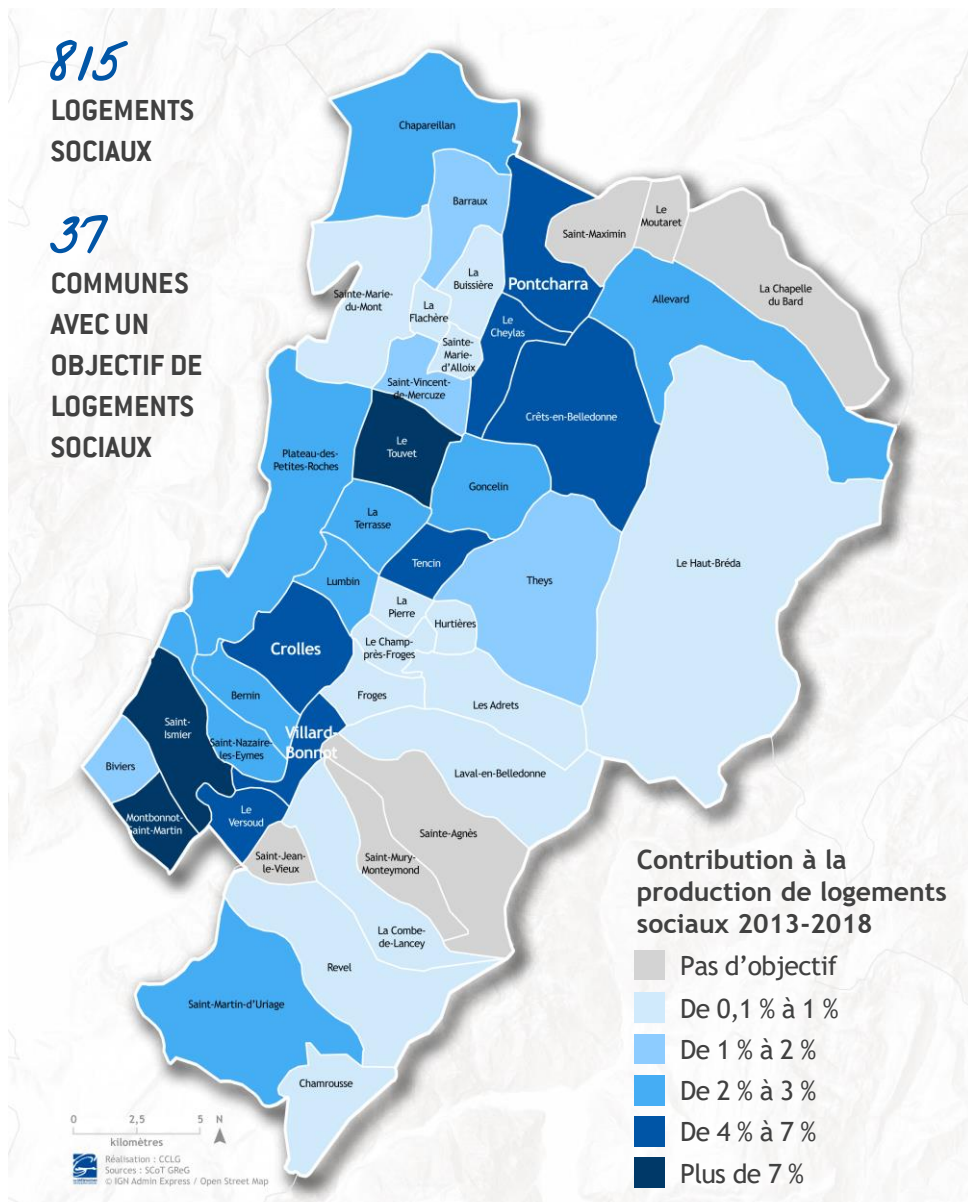 815
LOGEMENTS
SOCIAUX
37
COMMUNES
AVEC UN
OBJECTIF DE
LOGEMENTS
SOCIAUX
Chapareillan
Barraux
Saint-Maximin
Le
Moutaret
La Chapelle
du Bard
Pontcharra
Allevard
La
Buissière
Sainte-Marie-
du-Mont
La
Flachère
Le
Cheylas
Sainte-
Marie-
d'Alloix
Saint-Vincent-
de-Mercuze
Crêts-en-Belledonne
Le
Touvet
Plateau-des-
Petites-Roches
Goncelin
La
Terrasse
Tencin
Theys
Le Haut-Bréda
Lumbin
La
Pierre
Hurtières
Crolles
Le Champ-
près-Froges
Froges
Les Adrets
Bernin
Saint-
Ismier
Saint-Nazaire-
les-Eymes
Villard-
Bonnot
Biviers
Laval-en-Belledonne
Montbonnot-
Saint-Martin
Le
Versoud
Sainte-Agnès
Saint-Jean-
le-Vieux
Saint-Mury-
Monteymond
La Combe-
de-Lancey
Revel
Saint-Martin-d'Uriage
Chamrousse
Contribution à la
production de logements
sociaux 2013-2018
Pas d'objectif
De 0,1 % à 1 %
De 1 % à 2 %
De 2 % à 3 %
De 4 % à 7 %
Plus de 7 %
0 2,5 5 N
kilomètres
Réalisation : CCLG
Sources : SCoT GReG
© IGN Admin Express / Open Street Map